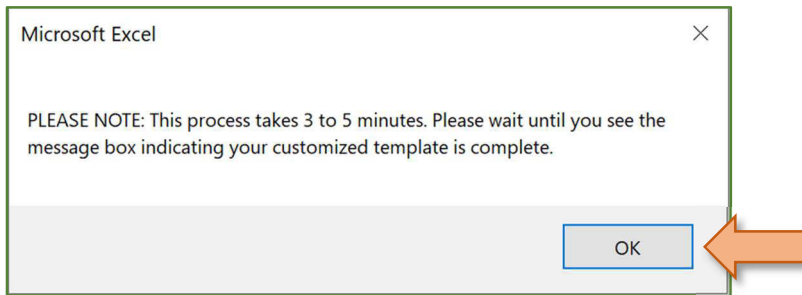 Microsoft Excel
PLEASE NOTE: This process takes 3 to 5 minutes. Please wait until you see the
message box indicating your customized template is complete.
OK